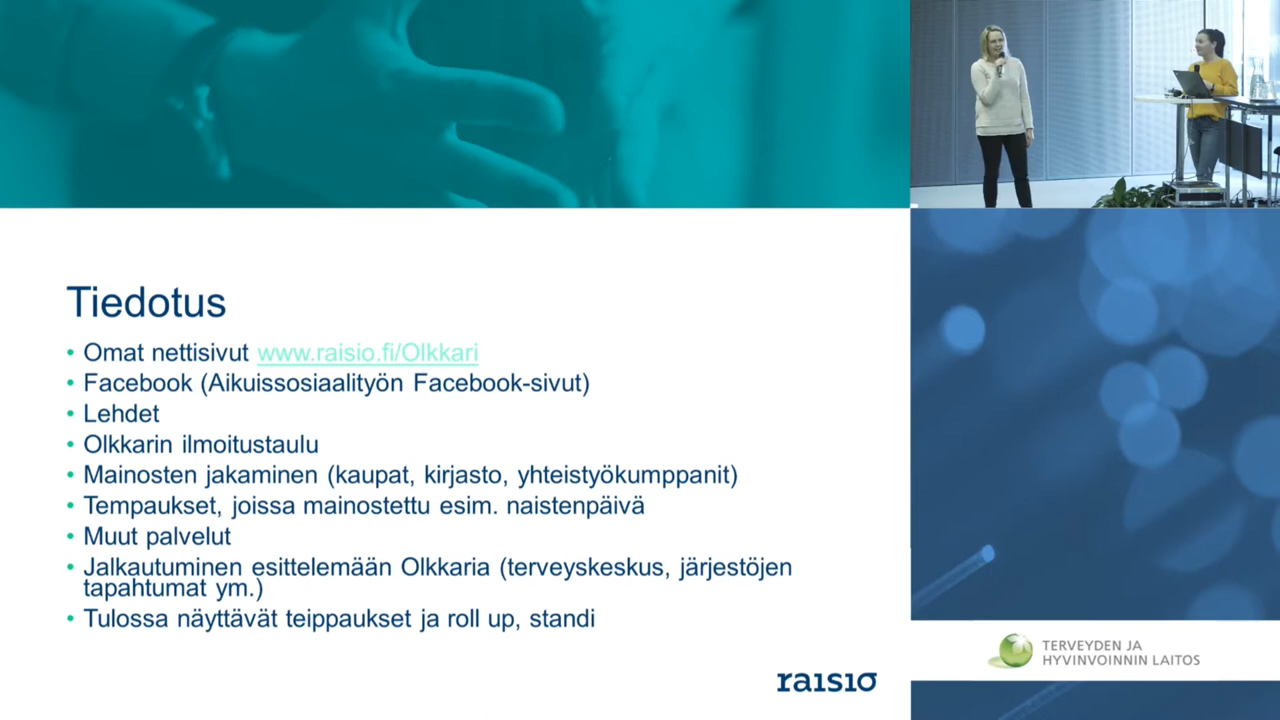 Tiedotus
• Omat nettisivut www.raisio.fi/Olkkari
• Facebook (Aikuissosiaalityön Facebook-sivut)
• Lehdet
• Olkkarin ilmoitustaulu
• Mainosten jakaminen (kaupat, kirjasto, yhteistyökumppanit)
• Tempaukset, joissa mainostettu esim. naistenpäivä
• Muut palvelut
• Jalkautuminen esittelemään Olkkaria (terveyskeskus, järjestöjen
tapahtumat ym.)
• Tulossa näyttävät teippaukset ja roll up, standi
raisio
TERVEYDEN JA
HYVINVOINNIN LAITOS